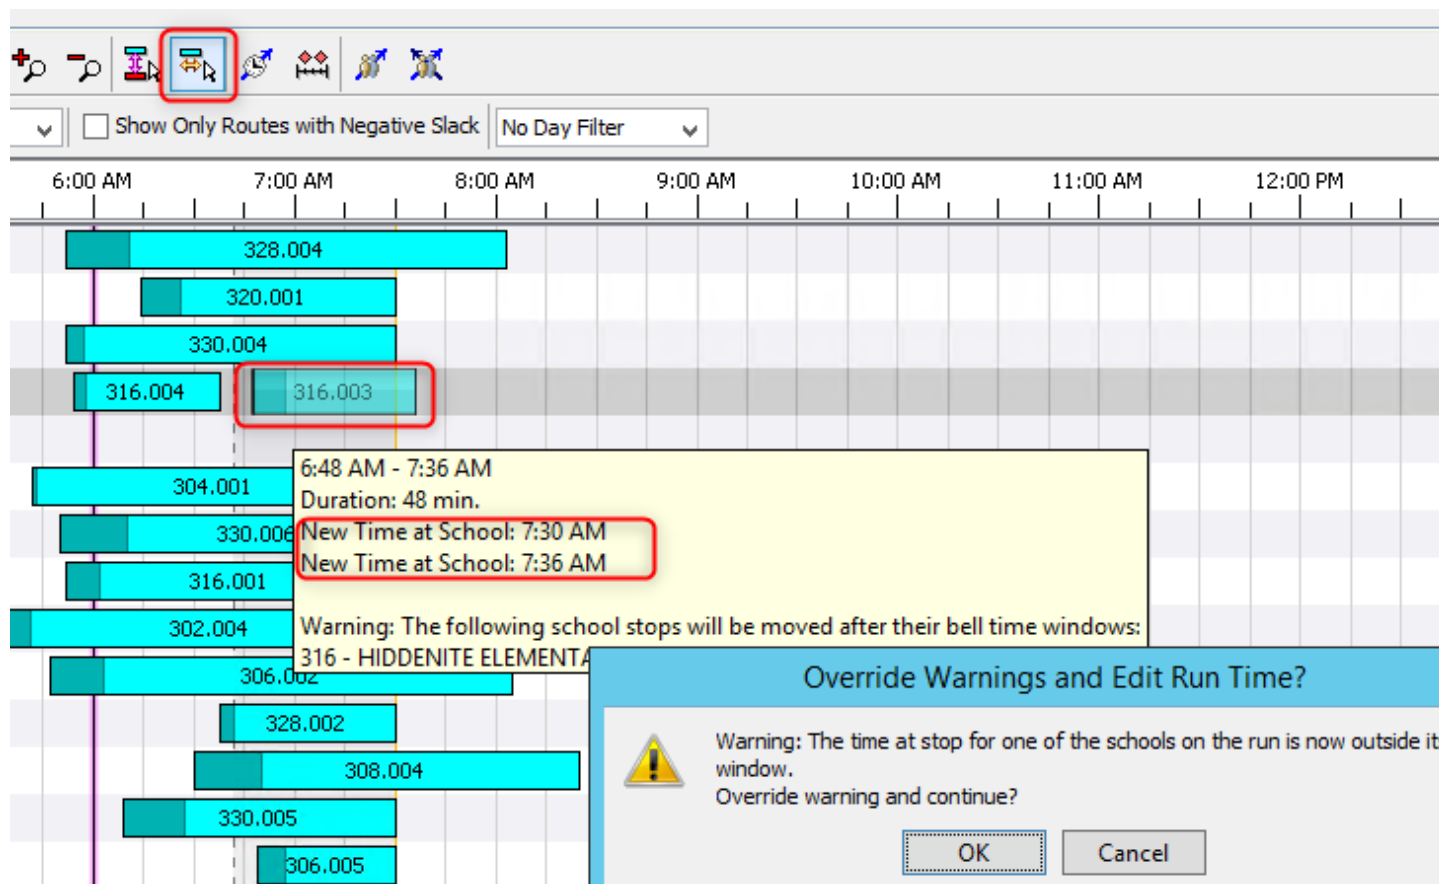 Show Only Routes with Negative Slack No Day Filter
6:00 AM 7:00 AM 8:00 AM 9:00 AM 10:00 AM 11:00 AM 12:00 PM
328.004
320.001
330.004
316.004 316.003
6:48 AM - 7:36 AM
Duration: 48 min.
New Time at School: 7:30 AM
New Time at School: 7:36 AM
Warning: The following school stops will be moved after their bell time windows:
316 - HIDDENITE ELEMENTA
304.001
330.006
316.001
302.004
306.002
328.002
308.004
330.005
306.005
Override Warnings and Edit Run Time?
Warning: The time at stop for one of the schools on the run is now outside it
window.
Override warning and continue?
OK Cancel